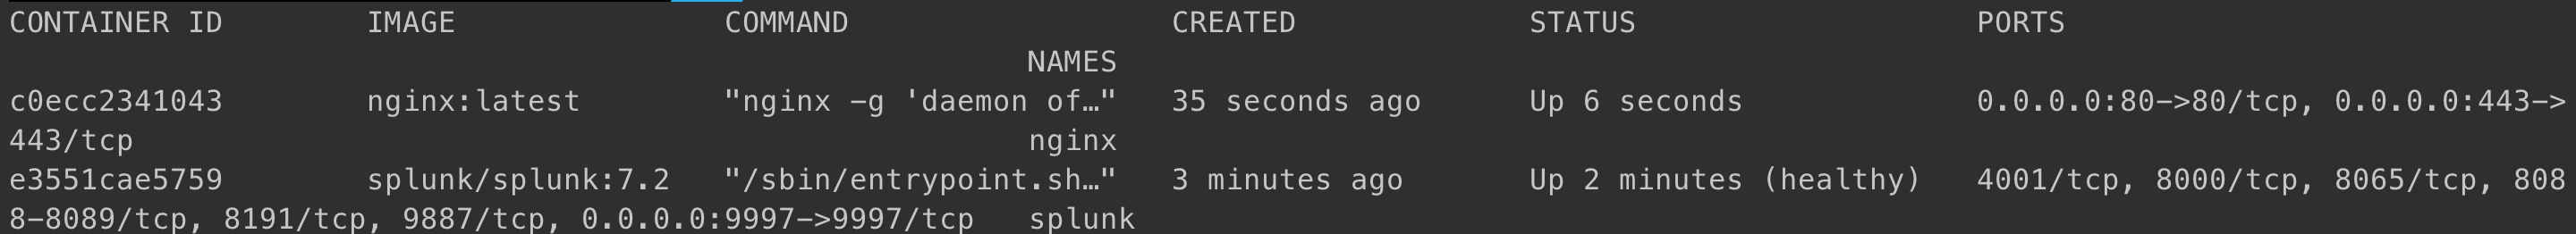 CONTAINER ID        IMAGE               COMMAND                  CREATED             STATUS                   PORTS
                                                         NAMES
c0ecc2341043        nginx:latest        "nginx -g 'daemon of…"   35 seconds ago      Up 6 seconds             0.0.0.0:80->80/tcp, 0.0.0.0:443->
443/tcp                                                  nginx
e3551cae5759        splunk/splunk:7.2   "/sbin/entrypoint.sh…"   3 minutes ago       Up 2 minutes (healthy)   4001/tcp, 8000/tcp, 8065/tcp, 808
8-8089/tcp, 8191/tcp, 9887/tcp, 0.0.0.0:9997->9997/tcp   splunk